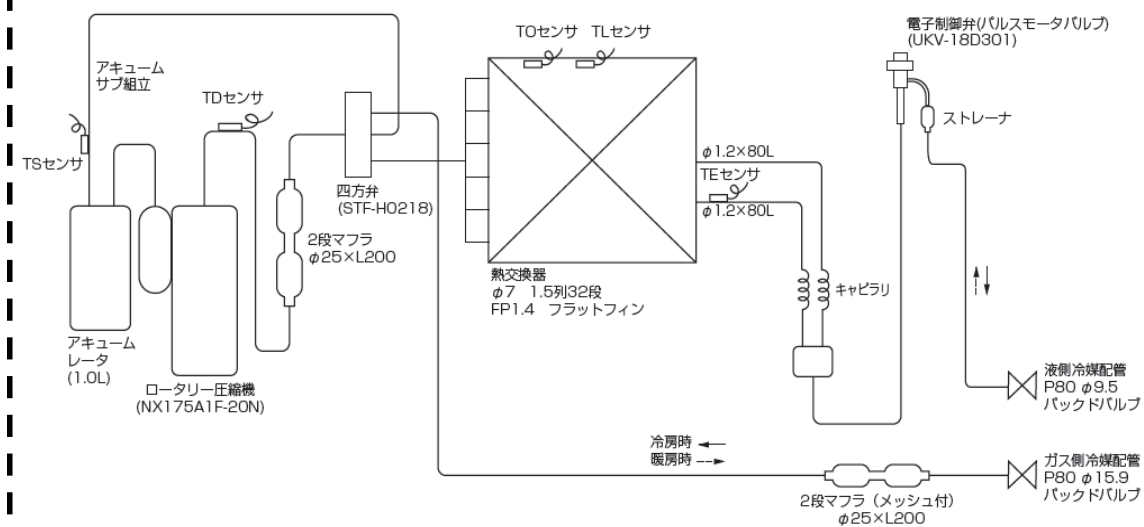 アキューム
サブ組立
TSセンサ
TDセンサ
四方弁
(STF-H0218)
2段マフラ
φ25×L200
アキューム
レータ
(1.0L)
ロータリー圧縮機
(NX175A1F-20N)
TOセンサ TLセンサ
熱交換器
φ7 1.5列32段
FP1.4 フラットフィン
φ1.2×80L
TEセンサ
φ1.2×80L
キャピラリ
電子制御弁(パルスモータバルブ)
(UKV-18D301)
ストレーナ
液側冷媒配管
P80 φ9.5
パックドバルブ
冷房時
暖房時
2段マフラ(メッシュ付)
φ25×L200
ガス側冷媒配管
P80 φ15.9
パックドバルブ